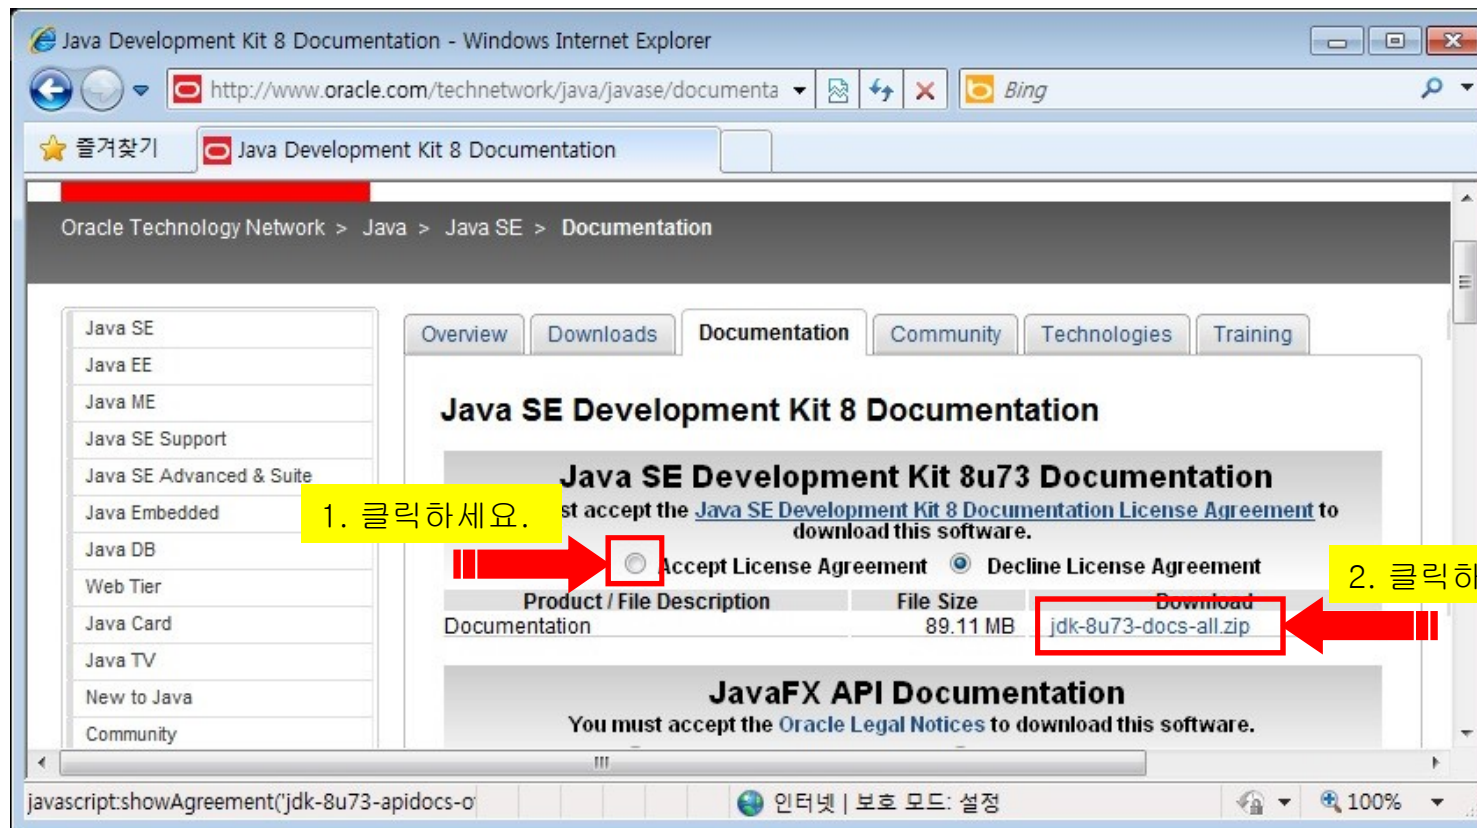 Java Development Kit 8 Documentation - Windows Internet Explorer
http://www.oracle.com/technetwork/java/javase/documenta
Bing
즐겨찾기
Java Development Kit 8 Documentation
Oracle Technology Network > Java > Java SE > Documentation
Java SE
Java EE
Java ME
Java SE Support
Java SE Advanced & Suite
Java Embedded
Java DB
Web Tier
Java Card
Java TV
New to Java
Community
Overview Downloads Documentation Community Technologies Training
Java SE Development Kit 8 Documentation
Java SE Development Kit 8u73 Documentation
1. 클릭하세요.
st accept the Java SE Development Kit 8 Documentation License Agreement to
download this software.
Accept License Agreement Decline License Agreement
2. 클릭하
Product / File Description File Size Download
Documentation 89.11 MB jdk-8u73-docs-all.zip
JavaFX API Documentation
You must accept the Oracle Legal Notices to download this software.
javascript:showAgreement('jdk-8u73-apidocs-o
인터넷 | 보호 모드: 설정
100%